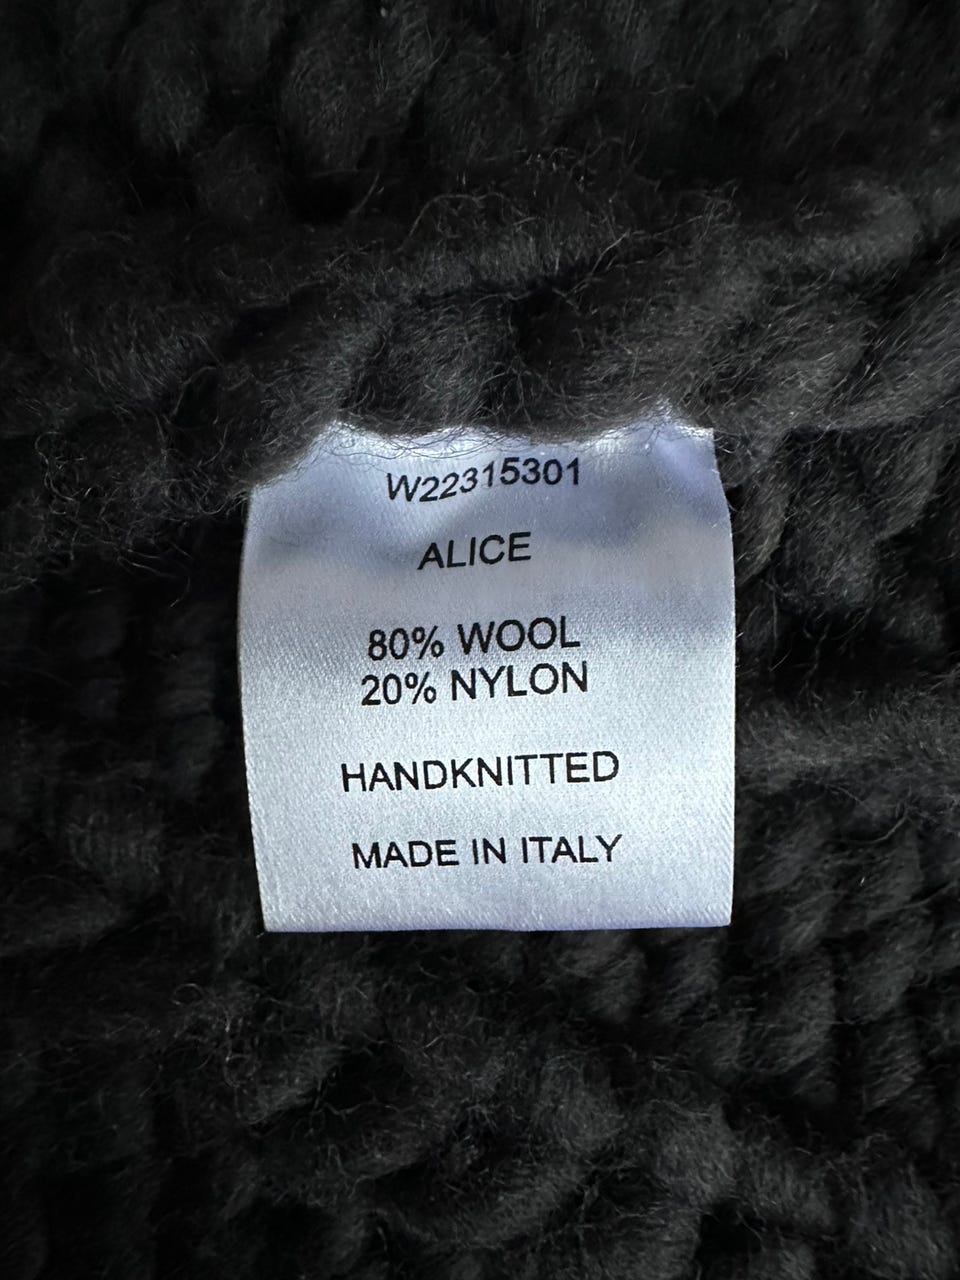 W22315301
ALICE
80% WOOL
20% NYLON
HANDKNITTED
MADE IN ITALY